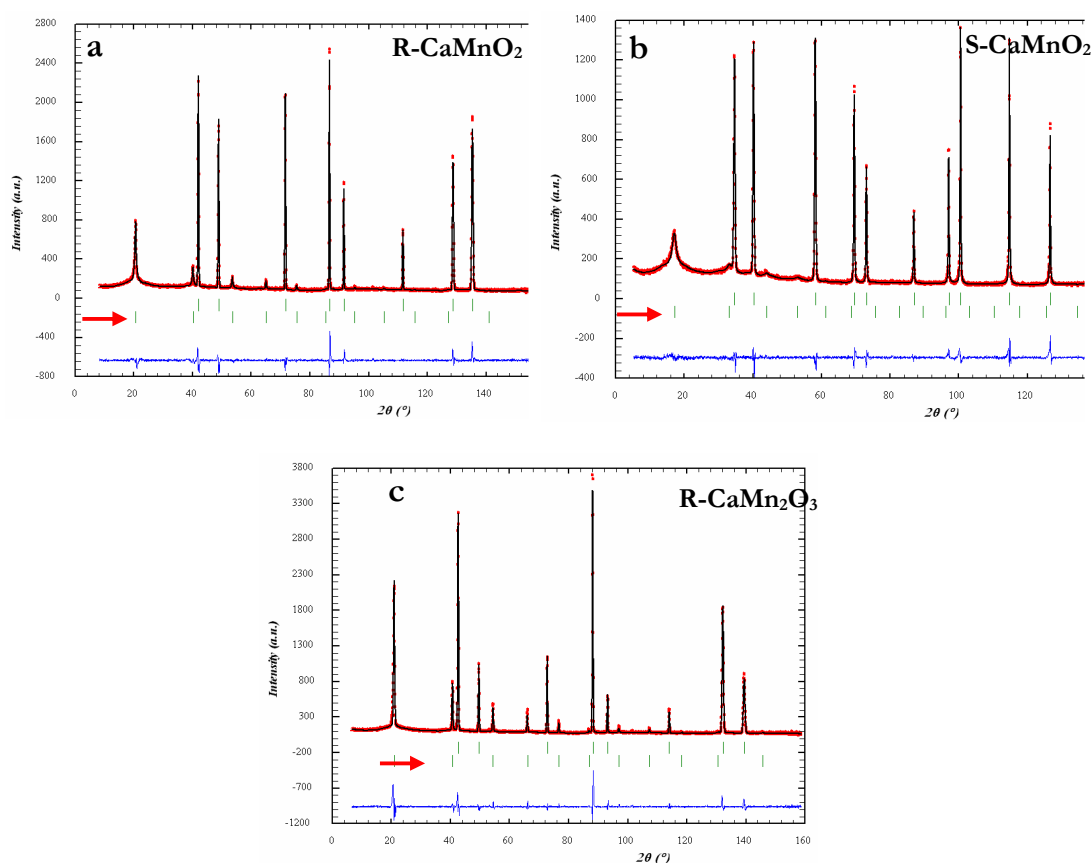 a
R-CaMnO₂
Intensity (a.n.)
2800
2400
2000
1600
1200
800
400
0
-400
-800
0 20 40 60 80 100 120 140
2θ (°)
b
S-CaMnO₂
Intensity (a.n.)
1400
1200
1000
800
600
400
200
0
-200
-400
0 20 40 60 80 100 120
2θ (°)
c
R-CaMn₂O₃
Intensity (a.n.)
3800
3300
2800
2300
1800
1300
800
300
-200
-700
-1200
0 20 40 60 80 100 120 140 160
2θ (°)